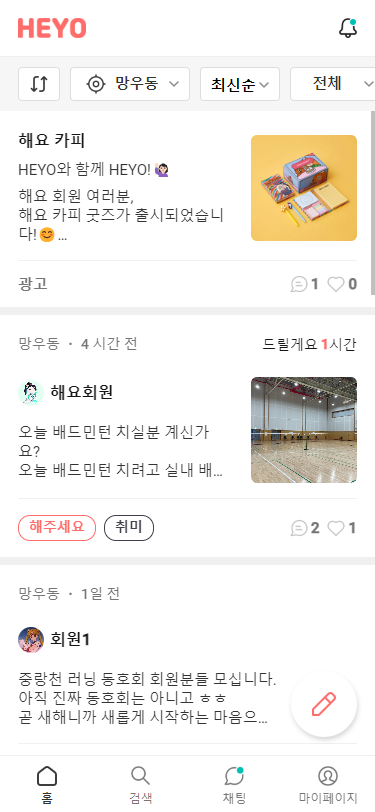 HEYO
망우동 최신순 전체
해요 카피
HEYO와 함께 HEYO! 🙋🏻‍♀️
해요 회원 여러분,
해요 카피 굿즈가 출시되었습니
다! 😊 ...
광고 1 0
망우동 · 4 시간 전 드릴게요 1시간
해요회원
오늘 배드민턴 치실분 계신가
요?
오늘 배드민턴 치려고 실내 배...
해주세요 취미 2 1
망우동 · 1일 전
회원1
중랑천 러닝 동호회 회원분들 모십니다.
아직 진짜 동호회는 아니고 ㅎㅎ
곧 새해니까 새롭게 시작하는 마음으...
홈 검색 채팅 마이페이지